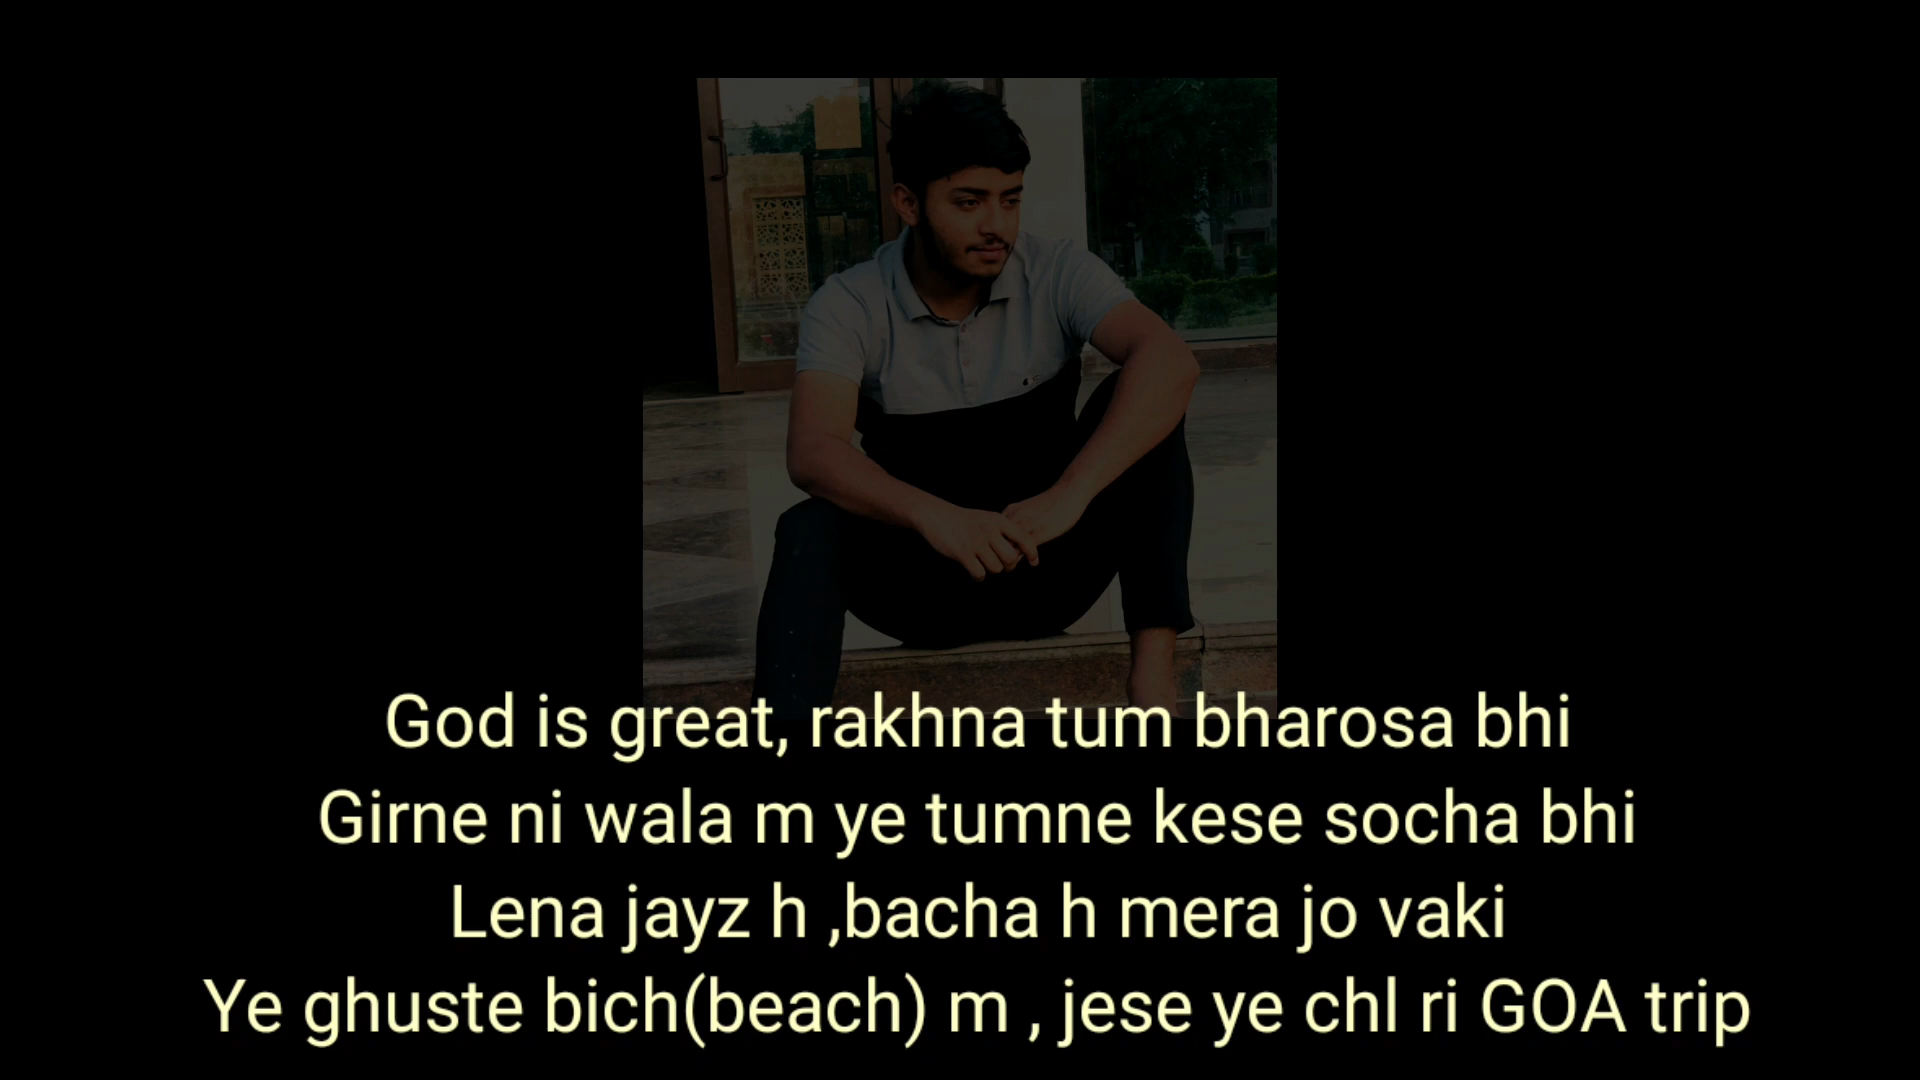 God is great, rakhna tum bharosa bhi
Girne ni wala m ye tumne kese socha bhi
Lena jayz h ,bacha h mera jo vaki
Ye ghuste bich(beach) m , jese ye chl ri GOA trip